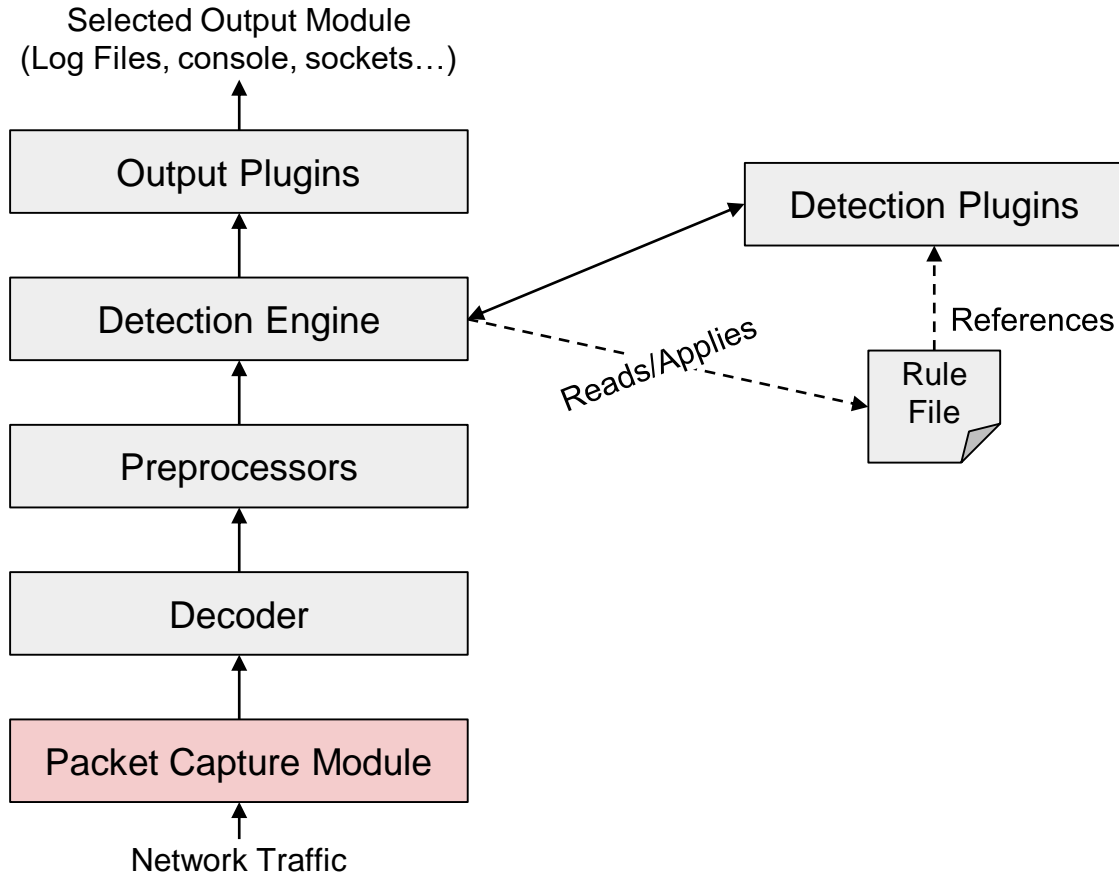 Selected Output Module
(Log Files, console, sockets…)
Output Plugins
Detection Plugins
Detection Engine
References
Reads/Applies
Rule
File
Preprocessors
Decoder
Packet Capture Module
Network Traffic